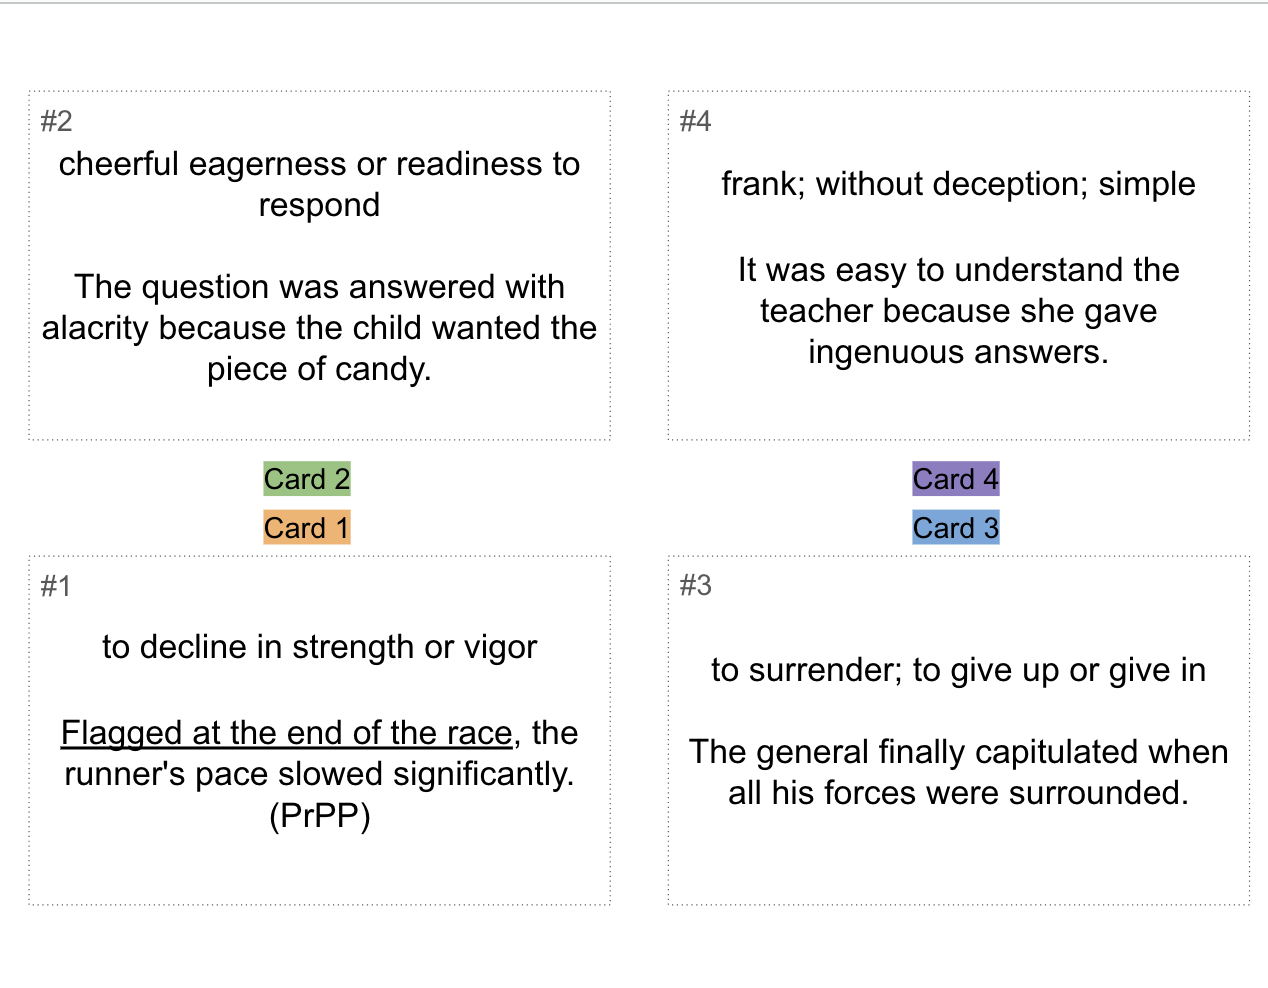 #2
cheerful eagerness or readiness to
respond
The question was answered with
alacrity because the child wanted the
piece of candy.
#4
frank; without deception; simple
It was easy to understand the
teacher because she gave
ingenuous answers.
Card 2
Card 4
Card 1
Card 3
#1
to decline in strength or vigor
Flagged at the end of the race, the
runner's pace slowed significantly.
(PrPP)
#3
to surrender; to give up or give in
The general finally capitulated when
all his forces were surrounded.